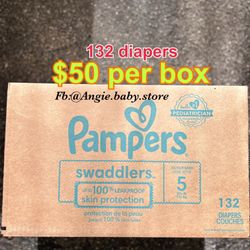 132 diapers
$50 per box
Fb:@Angie.baby.store
PEDIATRICIAN
Pampers
swaddlers.
100% LEAKPROOF
skin protection
protection de la peau
5
132
DIAPERS
COUCHES